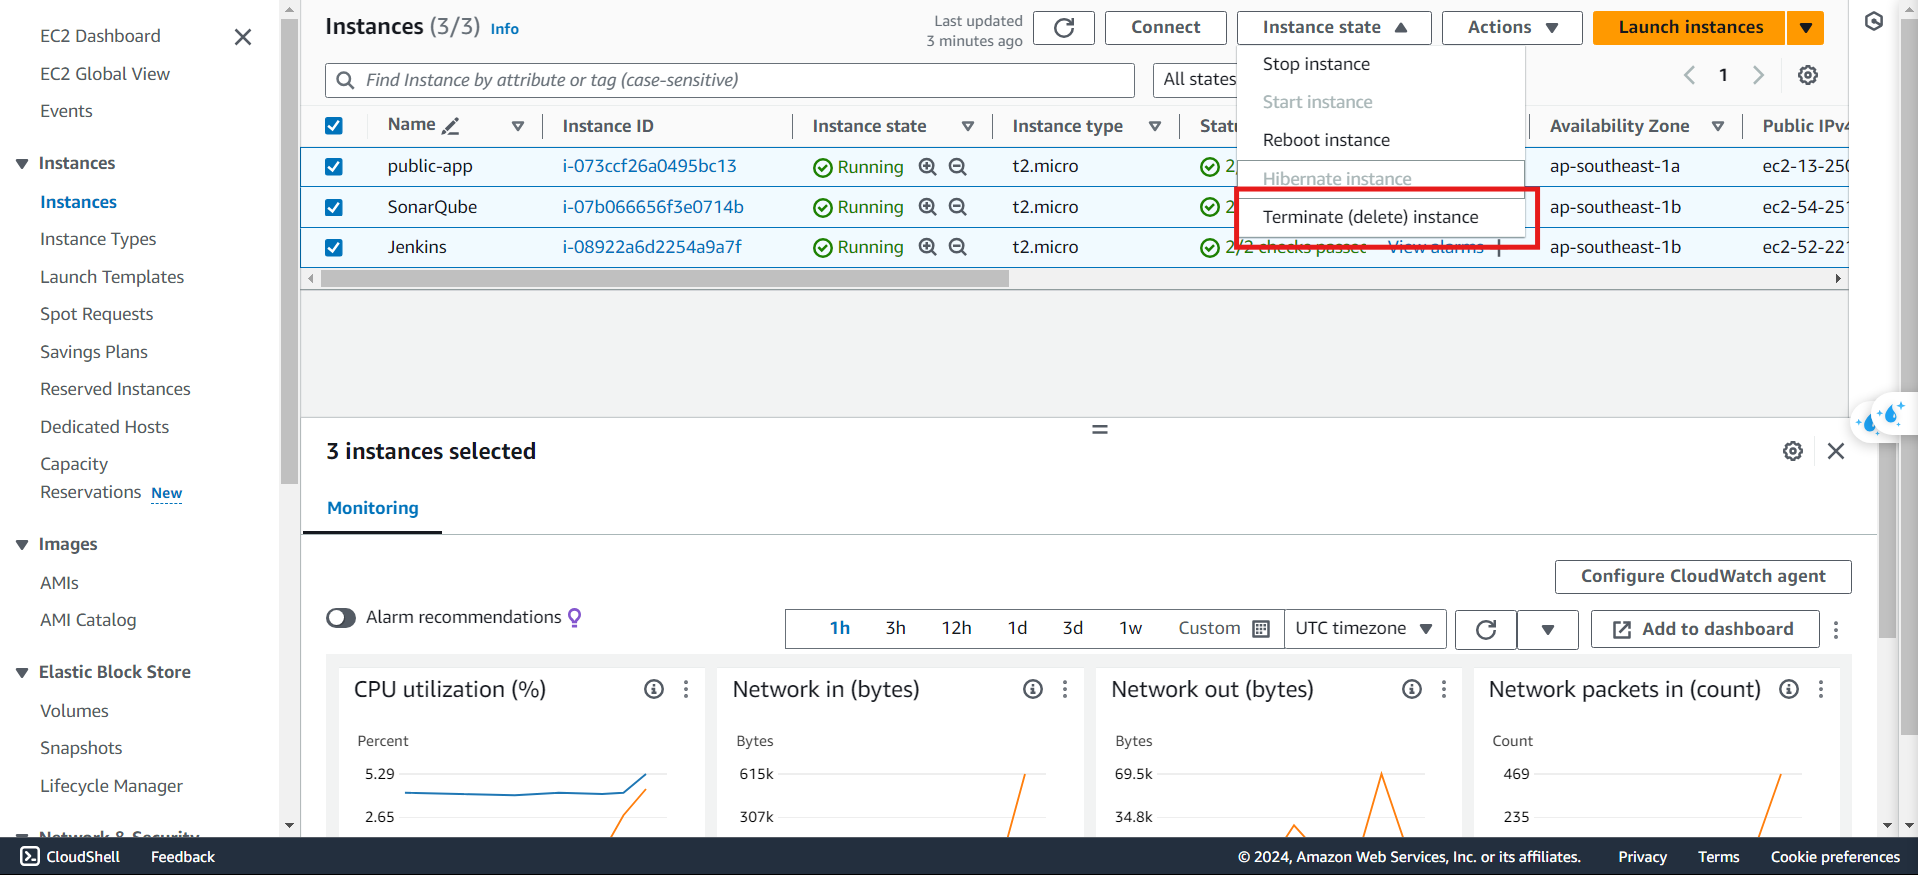 EC2 Dashboard
EC2 Global View
Events
Instances
Instances
Instance Types
Launch Templates
Spot Requests
Savings Plans
Reserved Instances
Dedicated Hosts
Capacity
Reservations New
Images
AMIs
AMI Catalog
Elastic Block Store
Volumes
Snapshots
Lifecycle Manager
Network & Security
Instances (3/3) Info
Last updated
3 minutes ago
Connect
Instance state
Actions
Launch instances
Find Instance by attribute or tag (case-sensitive)
All states
1
Stop instance
Start instance
Reboot instance
Hibernate instance
Terminate (delete) instance
Name Instance ID Instance state Instance type Availability Zone Public IPv4
public-app i-073ccf26a0495bc13 Running t2.micro ap-southeast-1a ec2-13-250
SonarQube i-07b066656f3e0714b Running t2.micro ap-southeast-1b ec2-54-251
Jenkins i-08922a6d2254a9a7f Running t2.micro 2/2 checks passed View alarms ap-southeast-1b ec2-52-221
3 instances selected
Monitoring
Configure CloudWatch agent
Alarm recommendations
1h 3h 12h 1d 3d 1w Custom UTC timezone
Add to dashboard
CPU utilization (%)
Percent
5.29
2.65
Network in (bytes)
Bytes
615k
307k
Network out (bytes)
Bytes
69.5k
34.8k
Network packets in (count)
Count
469
235
CloudShell Feedback
© 2024, Amazon Web Services, Inc. or its affiliates. Privacy Terms Cookie preferences